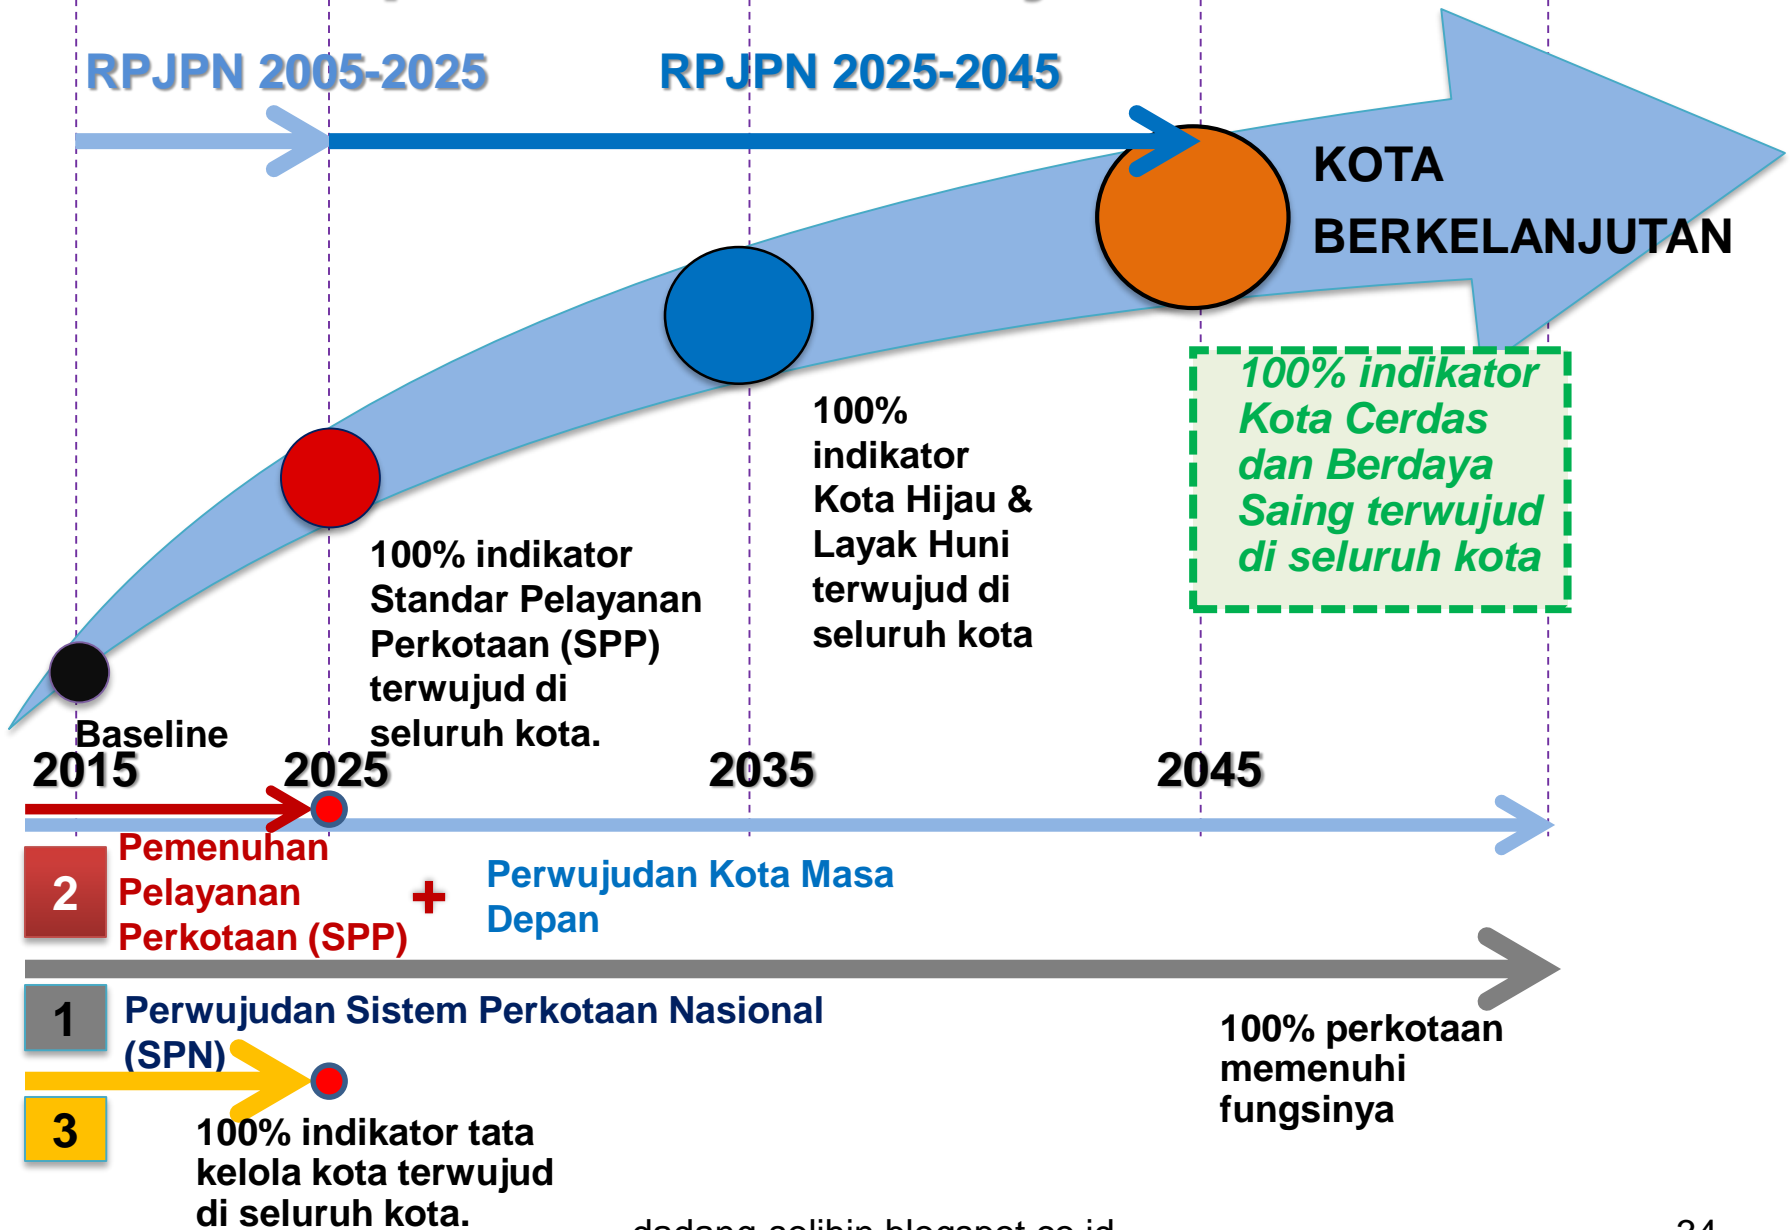 RPJPN 2005-2025
RPJPN 2025-2045
KOTA
BERKELANJUTAN
100% indikator
Kota Cerdas
dan Berdaya
Saing terwujud
di seluruh kota
100%
indikator
Kota Hijau &
Layak Huni
terwujud di
seluruh kota
100% indikator
Standar Pelayanan
Perkotaan (SPP)
terwujud di
seluruh kota.
Baseline
2015
2025
2035
2045
2
Pemenuhan
Pelayanan
Perkotaan (SPP)
+
Perwujudan Kota Masa
Depan
1
Perwujudan Sistem Perkotaan Nasional
(SPN)
100% perkotaan
memenuhi
fungsinya
3
100% indikator tata
kelola kota terwujud
di seluruh kota.